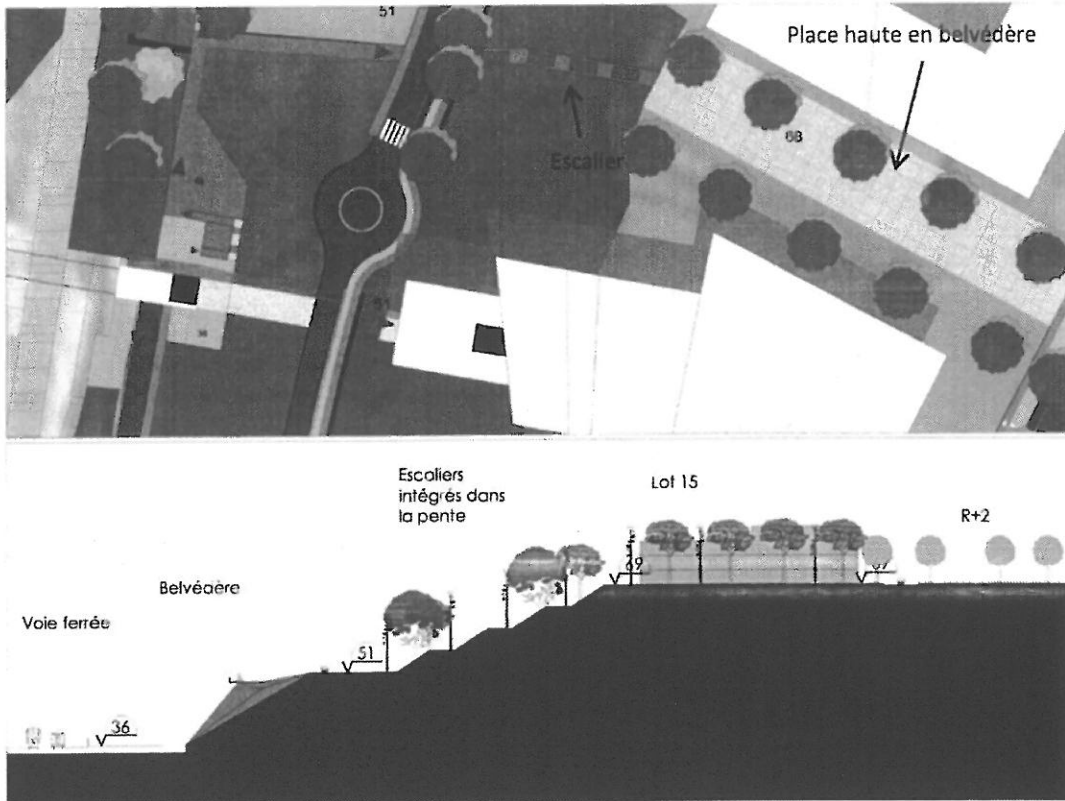 51
Place haute en belvédère
68
Escalier
51
Escaliers
intégrés dans
la pente
Lot 15
R+2
Belvédère
Voie ferrée
69
51
36